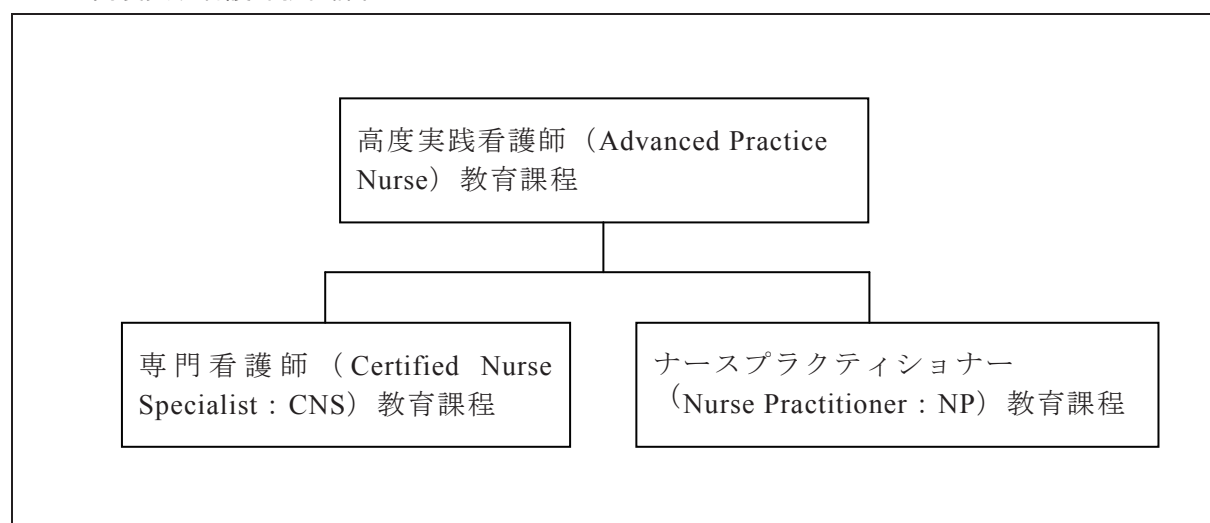 高度実践看護師（Advanced Practice
Nurse）教育課程
専門看護師（Certified Nurse
Specialist：CNS）教育課程
ナースプラクティショナー
（Nurse Practitioner：NP）教育課程